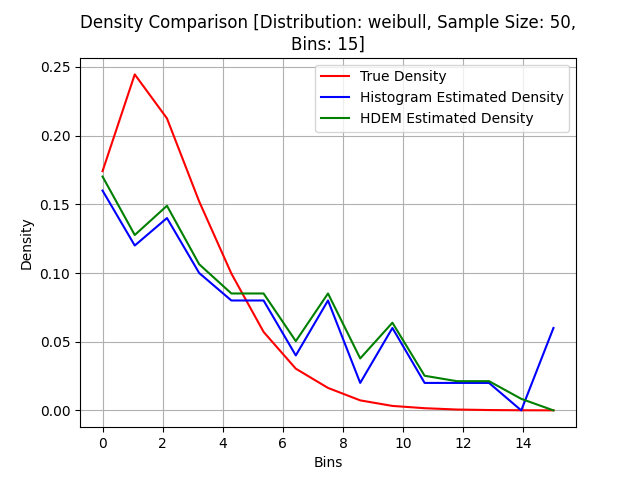 Density Comparison [Distribution: weibull, Sample Size: 50,
Bins: 15]
True Density
Histogram Estimated Density
HDEM Estimated Density
Density
0.25
0.20
0.15
0.10
0.05
0.00
0 2 4 6 8 10 12 14
Bins